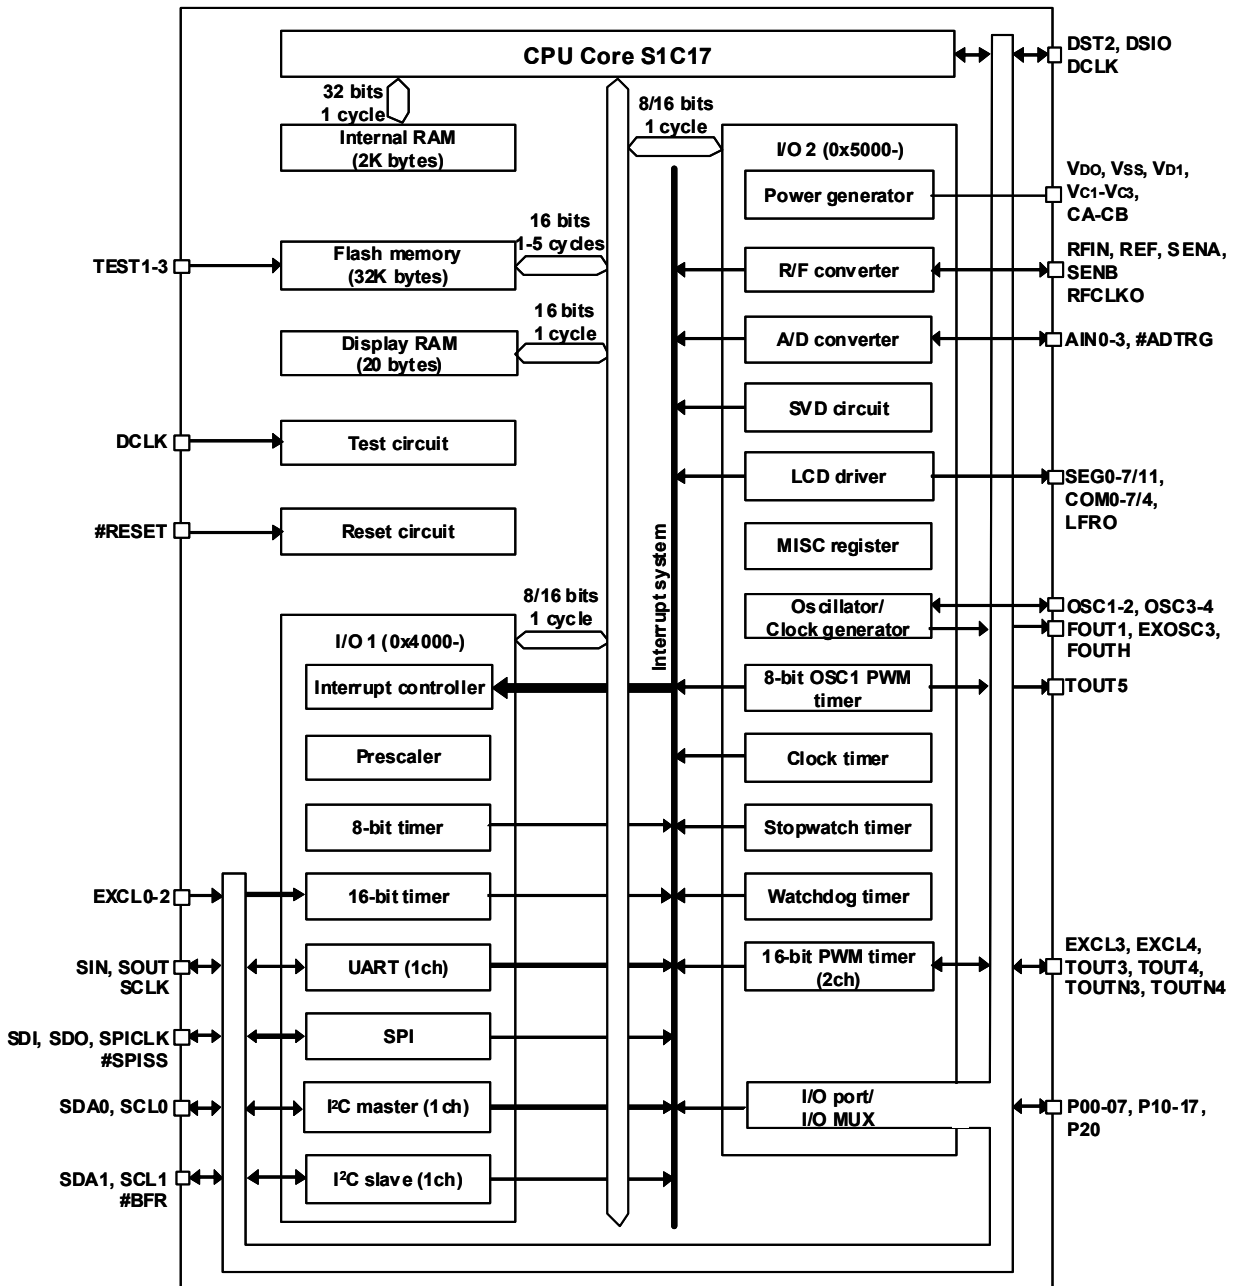 CPU Core S1C17
DST2, DSIO
DCLK
32 bits
1 cycle
8/16 bits
1 cycle
Internal RAM
(2K bytes)
I/O 2 (0x5000-)
Power generator
VDO, VSS, VD1,
VC1-VC3,
CA-CB
16 bits
1-5 cycles
TEST1-3
Flash memory
(32K bytes)
R/F converter
RFIN, REF, SENA,
SENB
RFCLKO
16 bits
1 cycle
Display RAM
(20 bytes)
A/D converter
AIN0-3, #ADTRG
SVD circuit
DCLK
Test circuit
LCD driver
SEG0-7/11,
COM0-7/4,
LFRO
#RESET
Reset circuit
Interrupt system
MISC register
8/16 bits
1 cycle
Oscillator/
Clock generator
OSC1-2, OSC3-4
FOUT1, EXOSC3,
FOUTH
I/O 1 (0x4000-)
Interrupt controller
8-bit OSC1 PWM
timer
TOUT5
Prescaler
Clock timer
8-bit timer
Stopwatch timer
EXCL0-2
16-bit timer
Watchdog timer
SIN, SOUT
SCLK
UART (1ch)
16-bit PWM timer
(2ch)
EXCL3, EXCL4,
TOUT3, TOUT4,
TOUTN3, TOUTN4
SDI, SDO, SPICLK
#SPISS
SPI
SDA0, SCL0
I²C master (1ch)
I/O port/
I/O MUX
P00-07, P10-17,
P20
SDA1, SCL1
#BFR
I²C slave (1ch)